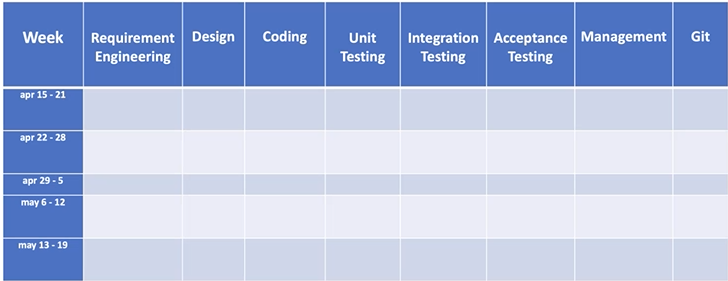 Week
Requirement
Engineering
Design
Coding
Unit
Testing
Integration
Testing
Acceptance
Testing
Management
Git
apr 15 - 21
apr 22 - 28
apr 29 - 5
may 6 - 12
may 13 - 19